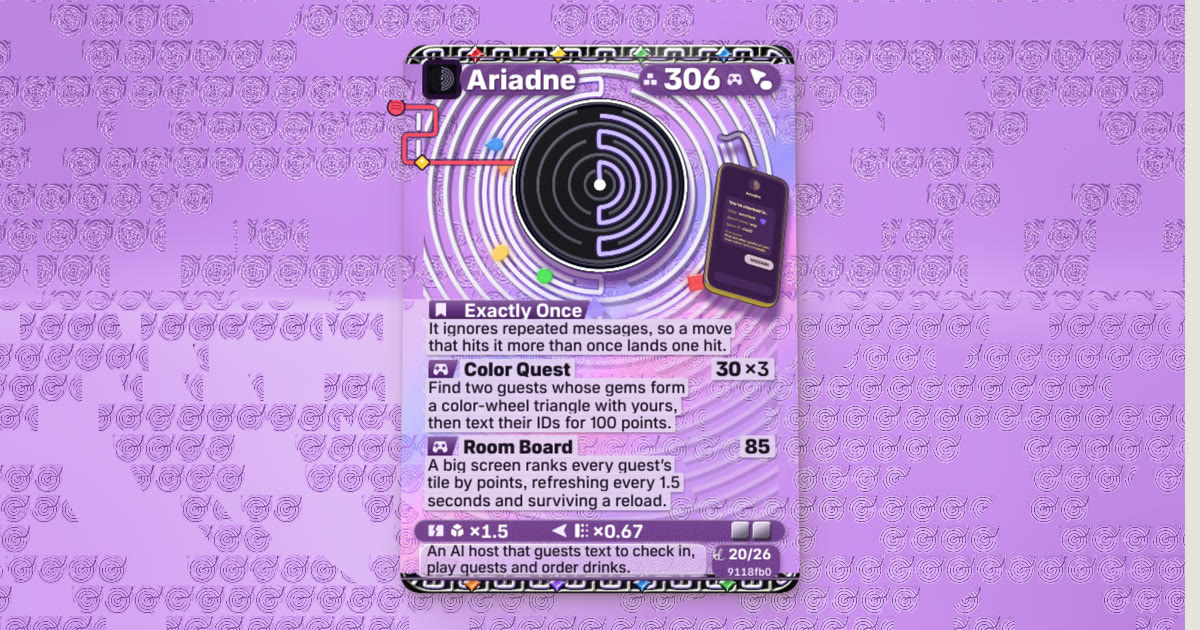 Ariadne
306
Exactly Once
It ignores repeated messages, so a move
that hits it more than once lands one hit.
Color Quest
30 ×3
Find two guests whose gems form
a color-wheel triangle with yours,
then text their IDs for 100 points.
Room Board
85
A big screen ranks every guest's
tile by points, refreshing every 1.5
seconds and surviving a reload.
×1.5
×0.67
An AI host that guests text to check in,
play quests and order drinks.
20/26
9118fb0